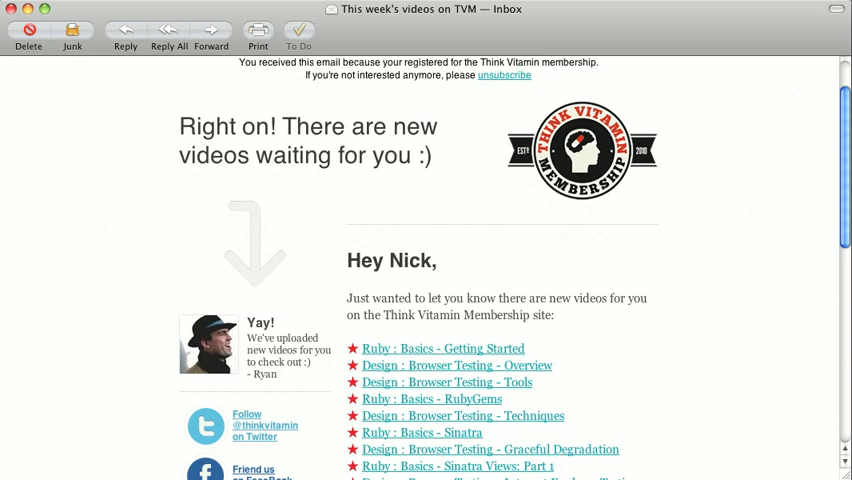 This week's videos on TVM — Inbox
Delete Junk Reply Reply All Forward Print To Do
You received this email because your registered for the Think Vitamin membership.
If you're not interested anymore, please unsubscribe
Right on! There are new
videos waiting for you :)
THINK VITAMIN
ESTD 2010
MEMBERSHIP
Hey Nick,
Just wanted to let you know there are new videos for you
on the Think Vitamin Membership site:
Yay!
We've uploaded
new videos for you
to check out :)
- Ryan
★ Ruby : Basics - Getting Started
★ Design : Browser Testing - Overview
★ Design : Browser Testing - Tools
★ Ruby : Basics - RubyGems
★ Design : Browser Testing - Techniques
★ Ruby : Basics - Sinatra
★ Design : Browser Testing - Graceful Degradation
★ Ruby : Basics - Sinatra Views: Part 1
Follow
@thinkvitamin
on Twitter
Friend us